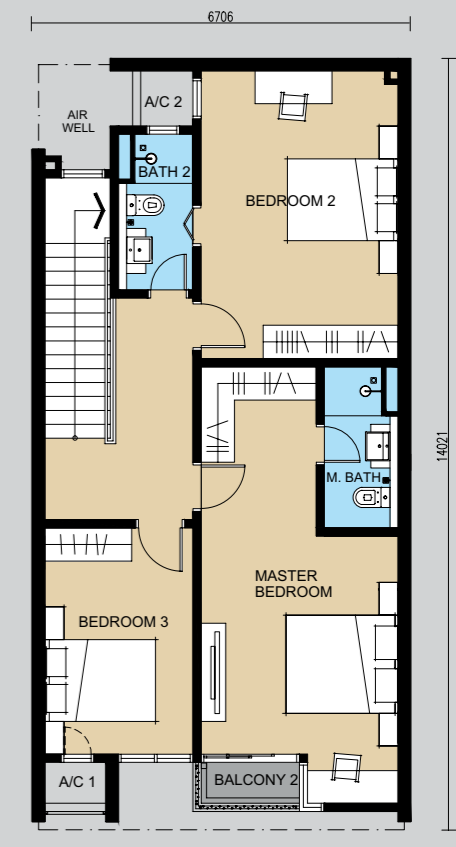 6706
A/C 2
AIR
WELL
BATH 2
BEDROOM 2
14021
M. BATH
MASTER
BEDROOM
BEDROOM 3
A/C 1
BALCONY 2